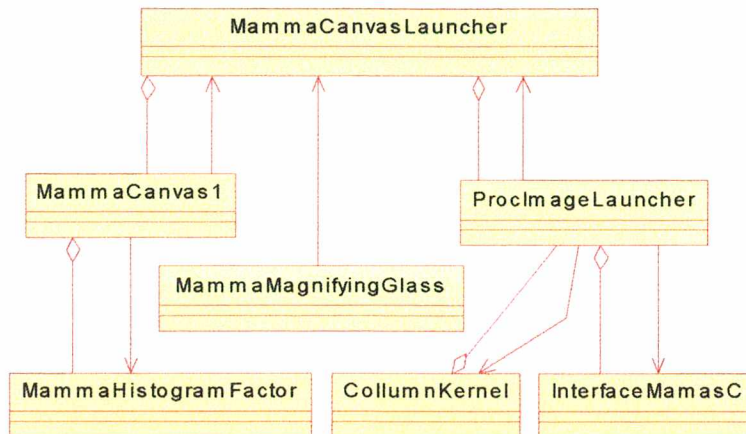 MammaCanvasLauncher
MammaCanvas1
ProcImageLauncher
MammaMagnifyingGlass
MammaHistogramFactor
CollumnKernel
InterfaceMamasC